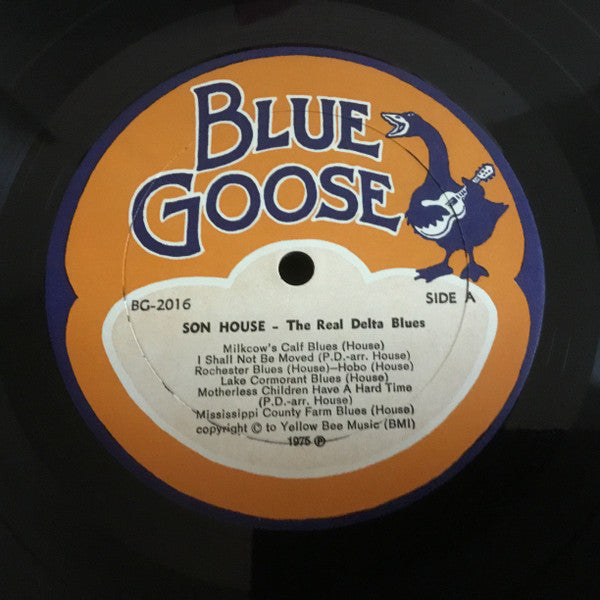 BLUE
GOOSE
BG-2016 SIDE A
SON HOUSE - The Real Delta Blues
Milkcow's Calf Blues (House)
I Shall Not Be Moved (P.D.-arr. House)
Rochester Blues (House)—Hobo (House)
Lake Cormorant Blues (House)
Motherless Children Have A Hard Time
(P.D.-arr. House)
Mississippi County Farm Blues (House)
copyright © to Yellow Bee Music (BMI)
1975 ℗